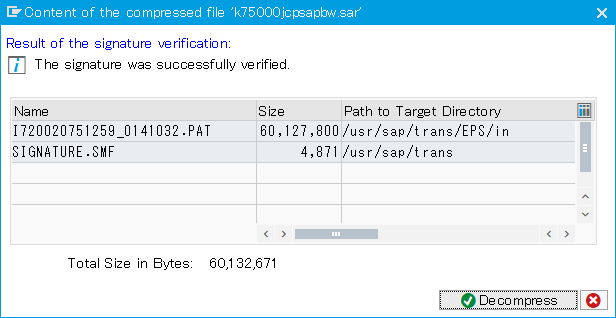 Content of the compressed file 'k75000jcpsapbw.sar'
Result of the signature verification:
The signature was successfully verified.
Name Size Path to Target Directory
I720020751259_0141032.PAT 60,127,800 /usr/sap/trans/EPS/in
SIGNATURE.SMF 4,871 /usr/sap/trans
Total Size in Bytes: 60,132,671
Decompress